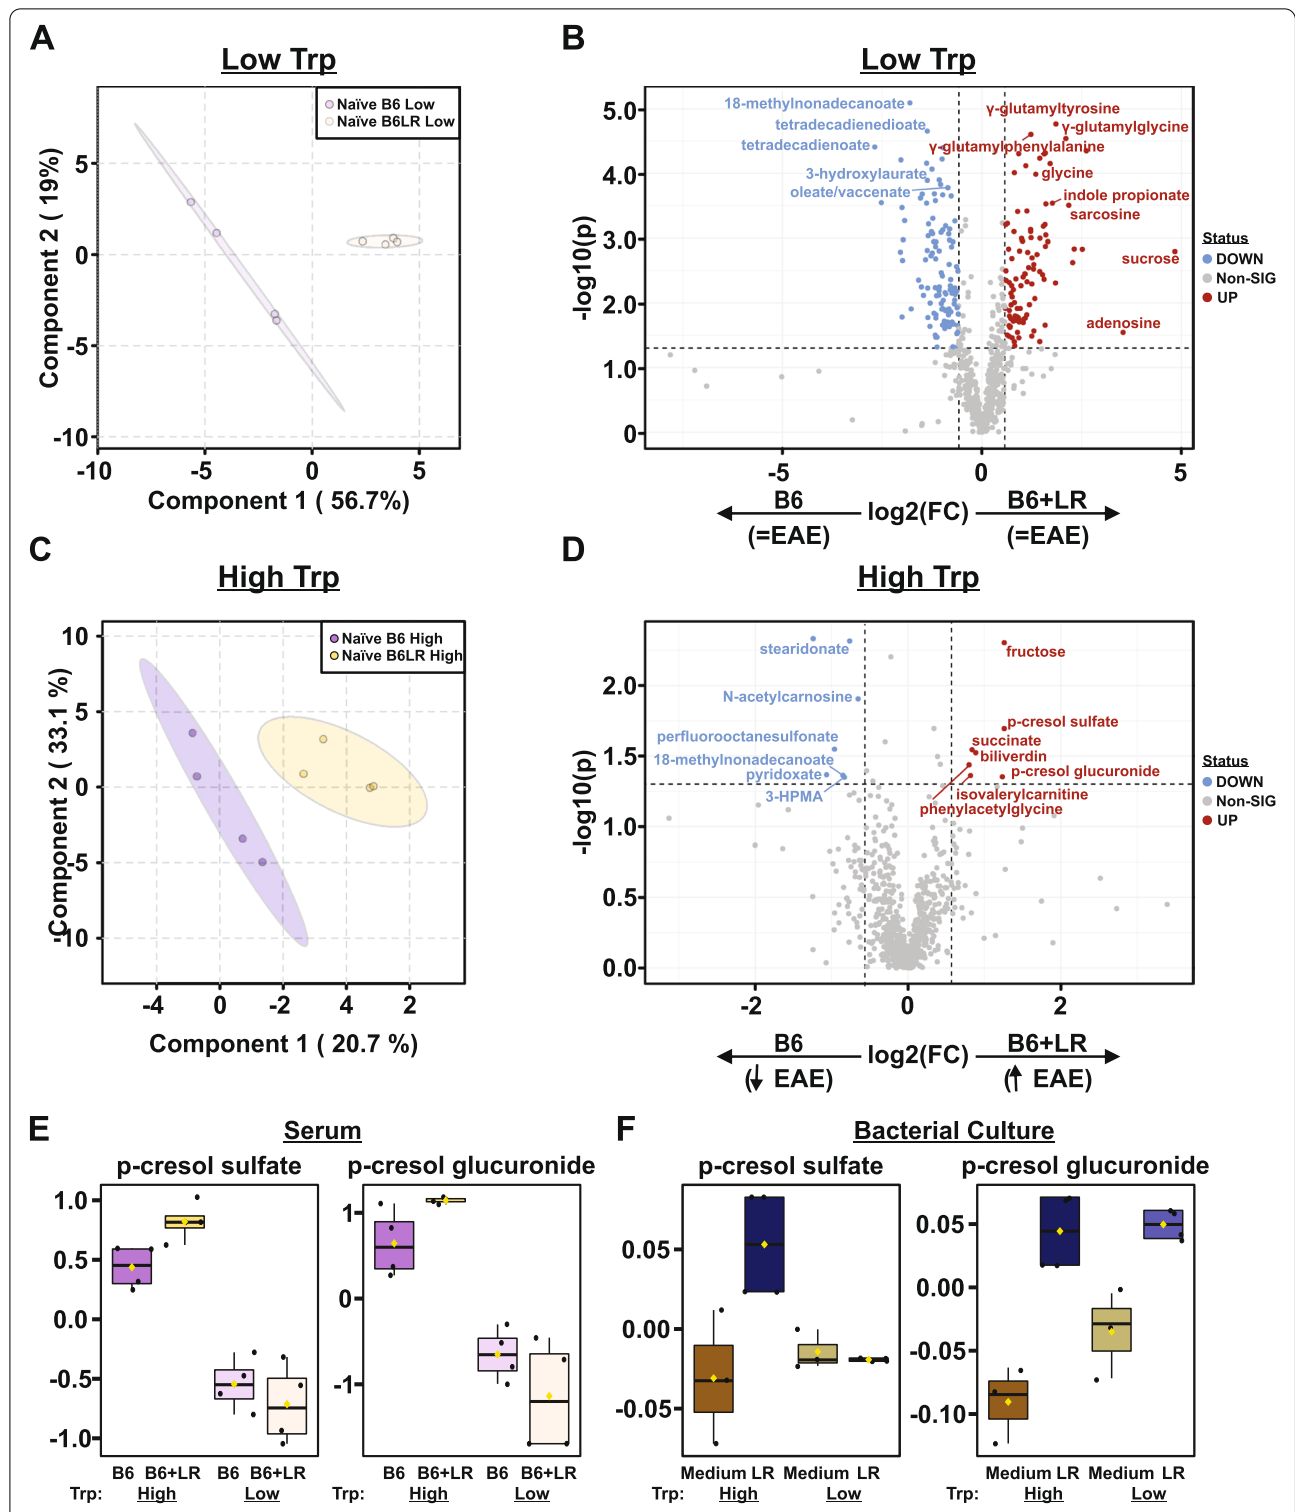 A
Low Trp
Naïve B6 Low
Naïve B6LR Low
Component 2 ( 19%)
5
0
-5
-10
-10 -5 0 5
Component 1 ( 56.7%)
B
Low Trp
18-methylnonadecanoate
tetradecadienedioate
tetradecadienoate
3-hydroxylaurate
oleate/vaccenate
γ-glutamyltyrosine
γ-glutamylglycine
γ-glutamylphenylalanine
glycine
indole propionate
sarcosine
sucrose
adenosine
-log10(p)
5.0
4.0
3.0
2.0
1.0
0
-5 0 5
B6 log2(FC) B6+LR
(=EAE) (=EAE)
Status
DOWN
Non-SIG
UP
C
High Trp
Naïve B6 High
Naïve B6LR High
Component 2 ( 33.1 %)
10
5
0
-5
-10
-4 0 -2 4 2
Component 1 ( 20.7 %)
D
High Trp
stearidonate
N-acetylcarnosine
perfluorooctanesulfonate
18-methylnonadecanoate
pyridoxate
3-HPMA
fructose
p-cresol sulfate
succinate
biliverdin
p-cresol glucuronide
isovalerylcarnitine
phenylacetylglycine
-log10(p)
2.0
1.5
1.0
0.5
0.0
-2 0 2
B6 log2(FC) B6+LR
(↓ EAE) (↑ EAE)
Status
DOWN
Non-SIG
UP
E
Serum
p-cresol sulfate
1.0
0.5
0.0
-0.5
-1.0
B6 B6+LR B6 B6+LR
Trp: High Low
p-cresol glucuronide
1
0
-1
B6 B6+LR B6 B6+LR
Trp: High Low
F
Bacterial Culture
p-cresol sulfate
0.05
0.00
-0.05
Medium LR Medium LR
Trp: High Low
p-cresol glucuronide
0.05
0.00
-0.05
-0.10
Medium LR Medium LR
Trp: High Low